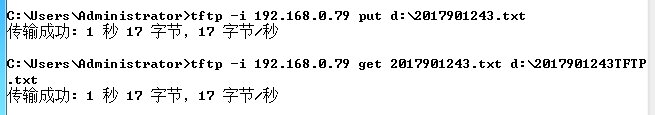 C:\Users\Administrator>tftp -i 192.168.0.79 put d:\2017901243.txt
传输成功: 1 秒 17 字节，17 字节/秒
C:\Users\Administrator>tftp -i 192.168.0.79 get 2017901243.txt d:\2017901243TFTP
.txt
传输成功: 1 秒 17 字节，17 字节/秒